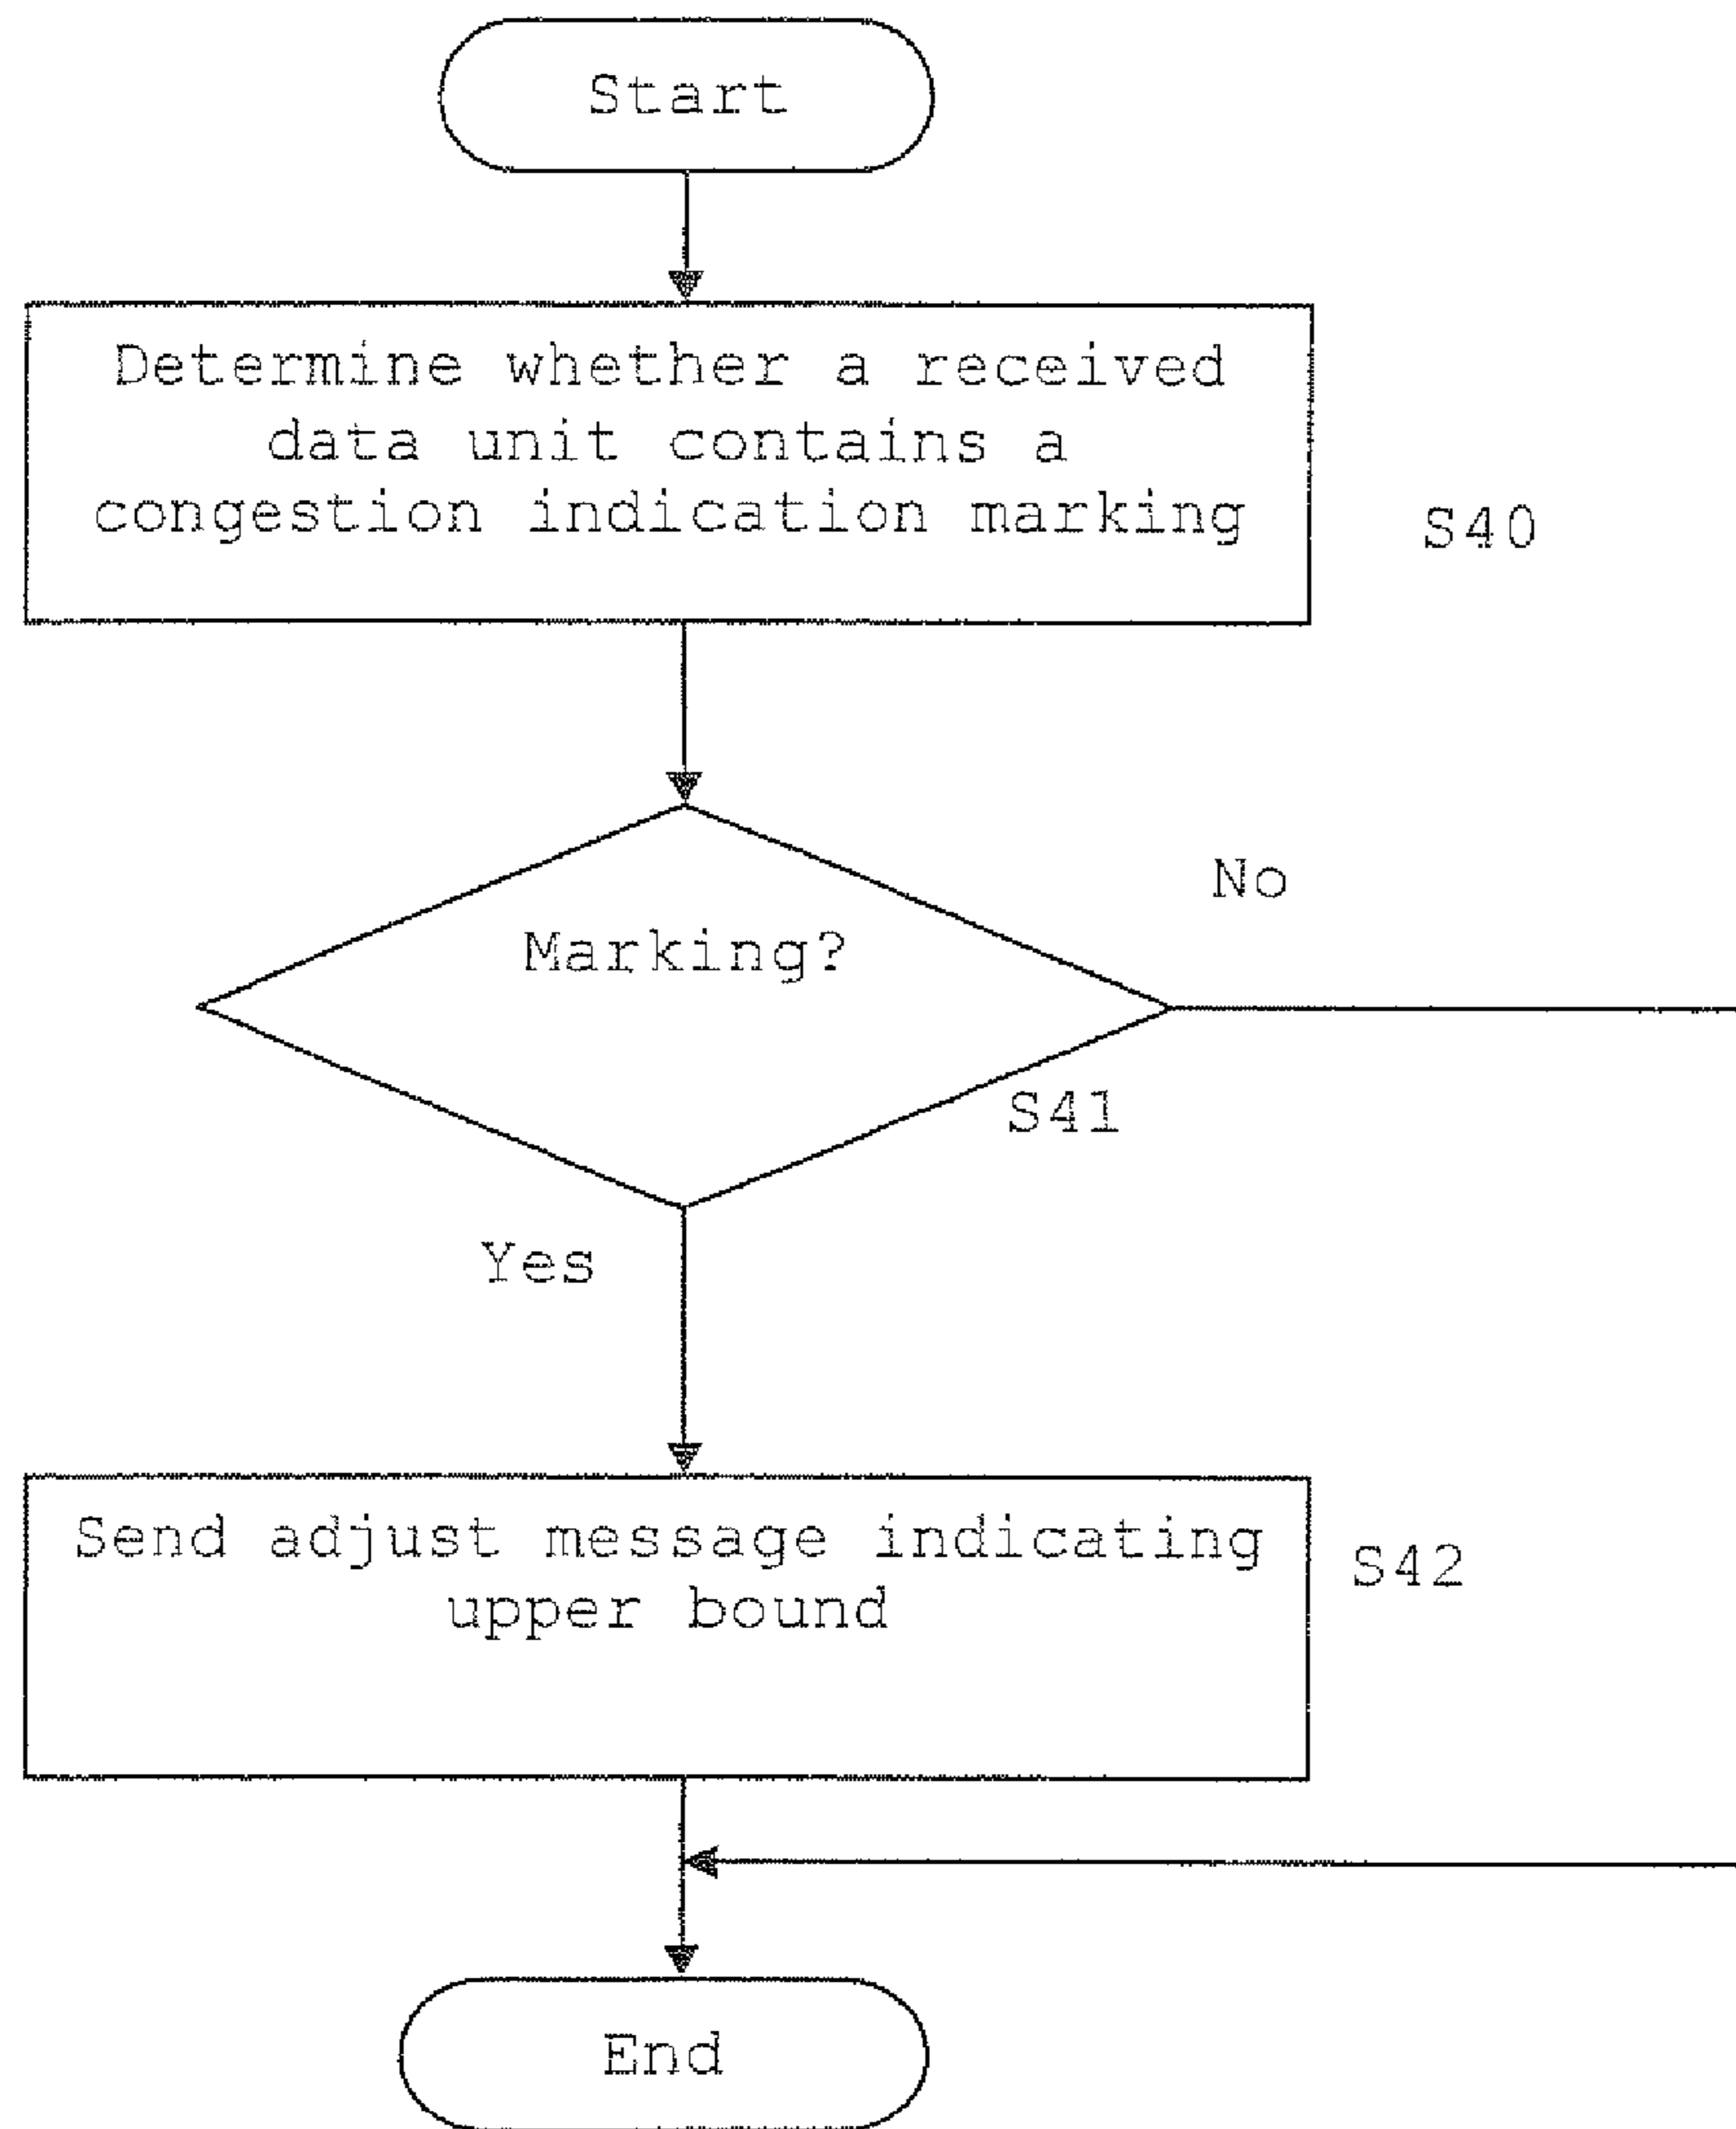 Start
Determine whether a received
data unit contains a
congestion indication marking
S40
No
Marking?
S41
Yes
Send adjust message indicating
upper bound
S42
End